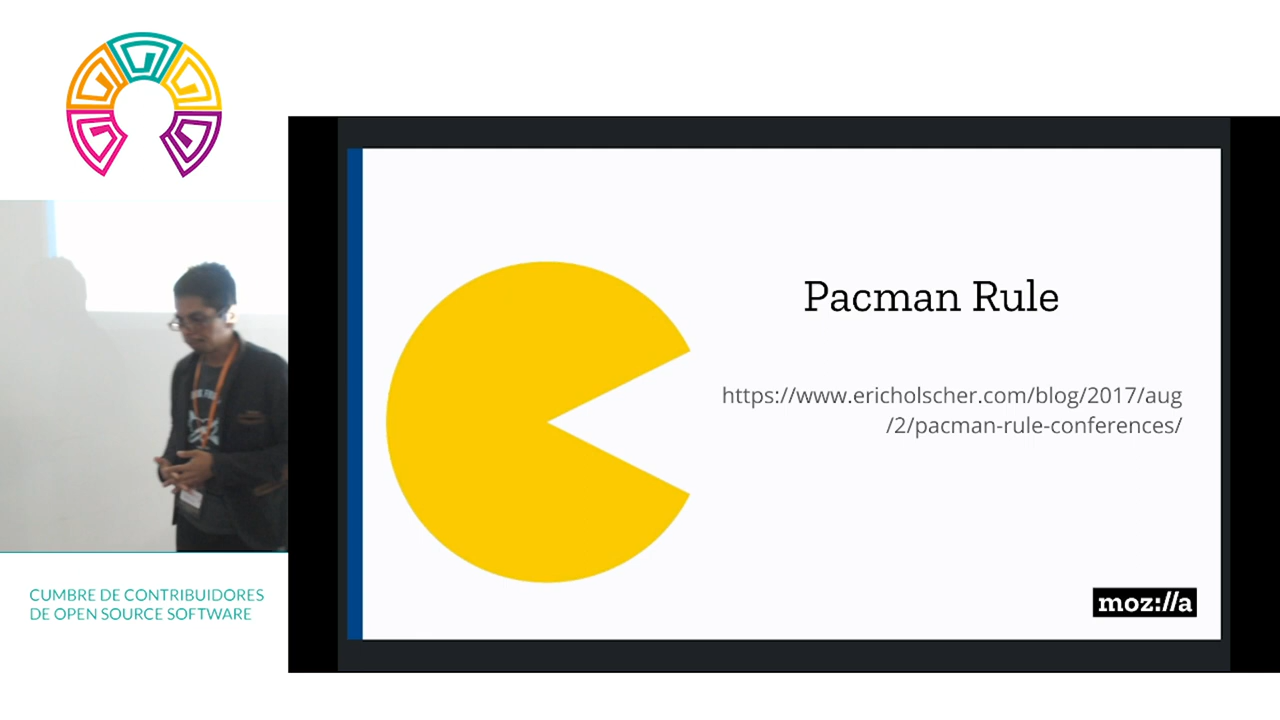 Pacman Rule
https://www.ericholscher.com/blog/2017/aug
/2/pacman-rule-conferences/
moz://a
CUMBRE DE CONTRIBUIDORES
DE OPEN SOURCE SOFTWARE